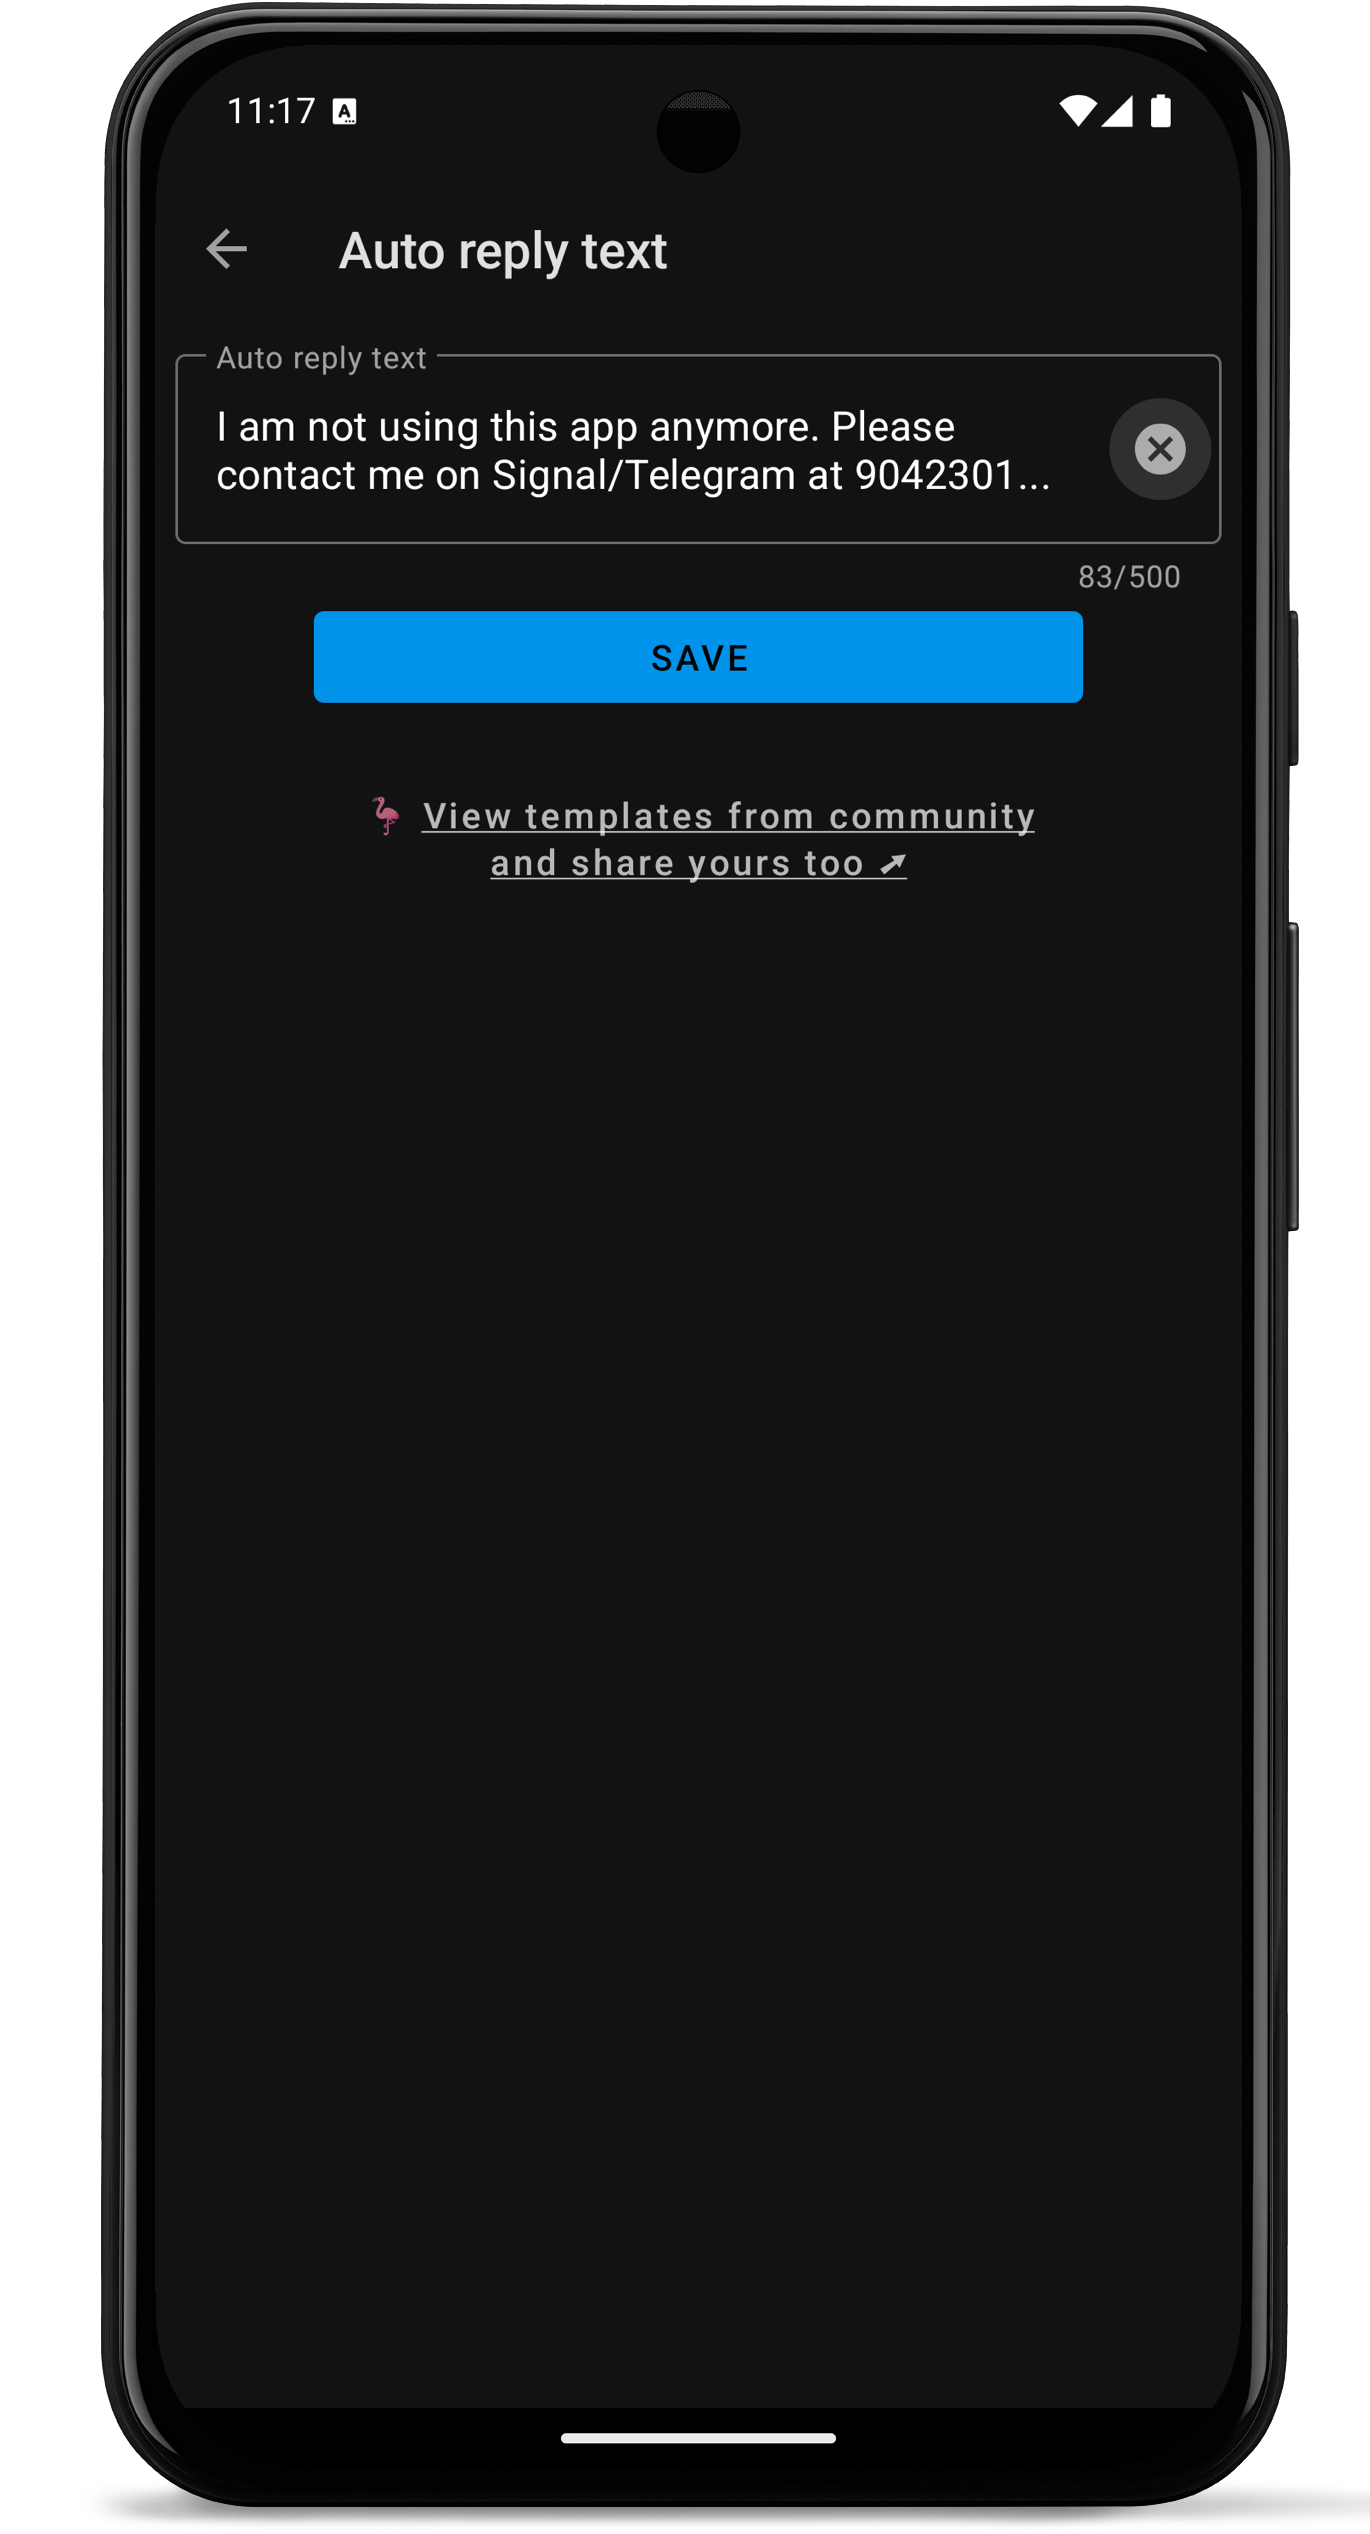 11:17
Auto reply text
Auto reply text
I am not using this app anymore. Please
contact me on Signal/Telegram at 9042301...
83/500
SAVE
View templates from community
and share yours too